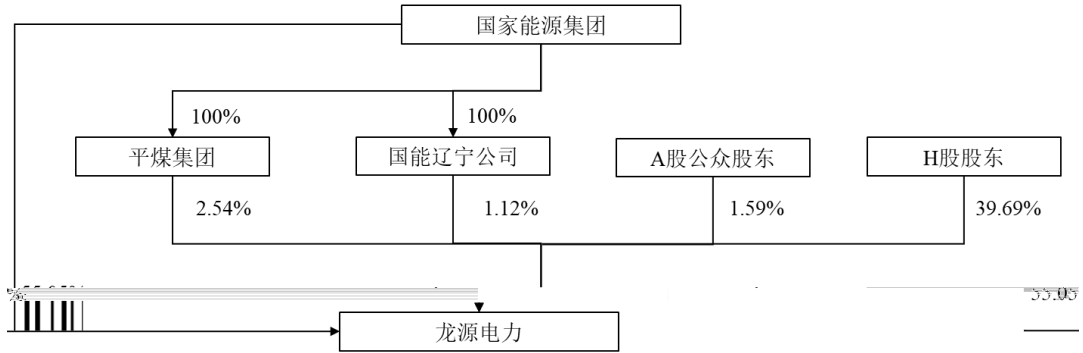 国家能源集团
100%
100%
平煤集团
国能辽宁公司
A股公众股东
H股股东
2.54%
1.12%
1.59%
39.69%
龙源电力